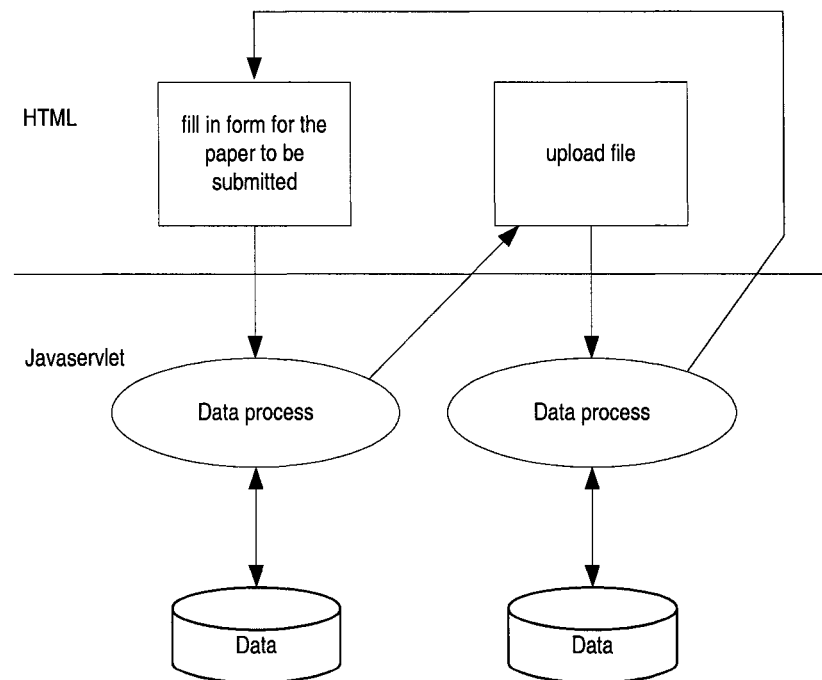 HTML
fill in form for the
paper to be
submitted
upload file
Javaservlet
Data process
Data process
Data
Data